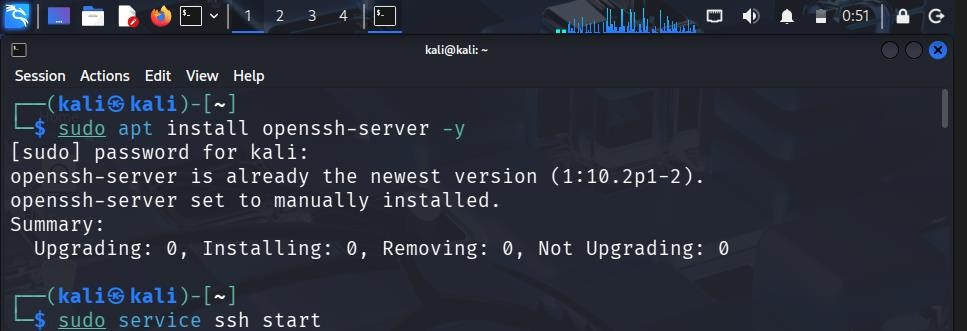 1 2 3 4 0:51
kali@kali: ~
Session Actions Edit View Help
┌──(kali㉿kali)-[~]
└─$ sudo apt install openssh-server -y
[sudo] password for kali:
openssh-server is already the newest version (1:10.2p1-2).
openssh-server set to manually installed.
Summary:
  Upgrading: 0, Installing: 0, Removing: 0, Not Upgrading: 0
┌──(kali㉿kali)-[~]
└─$ sudo service ssh start